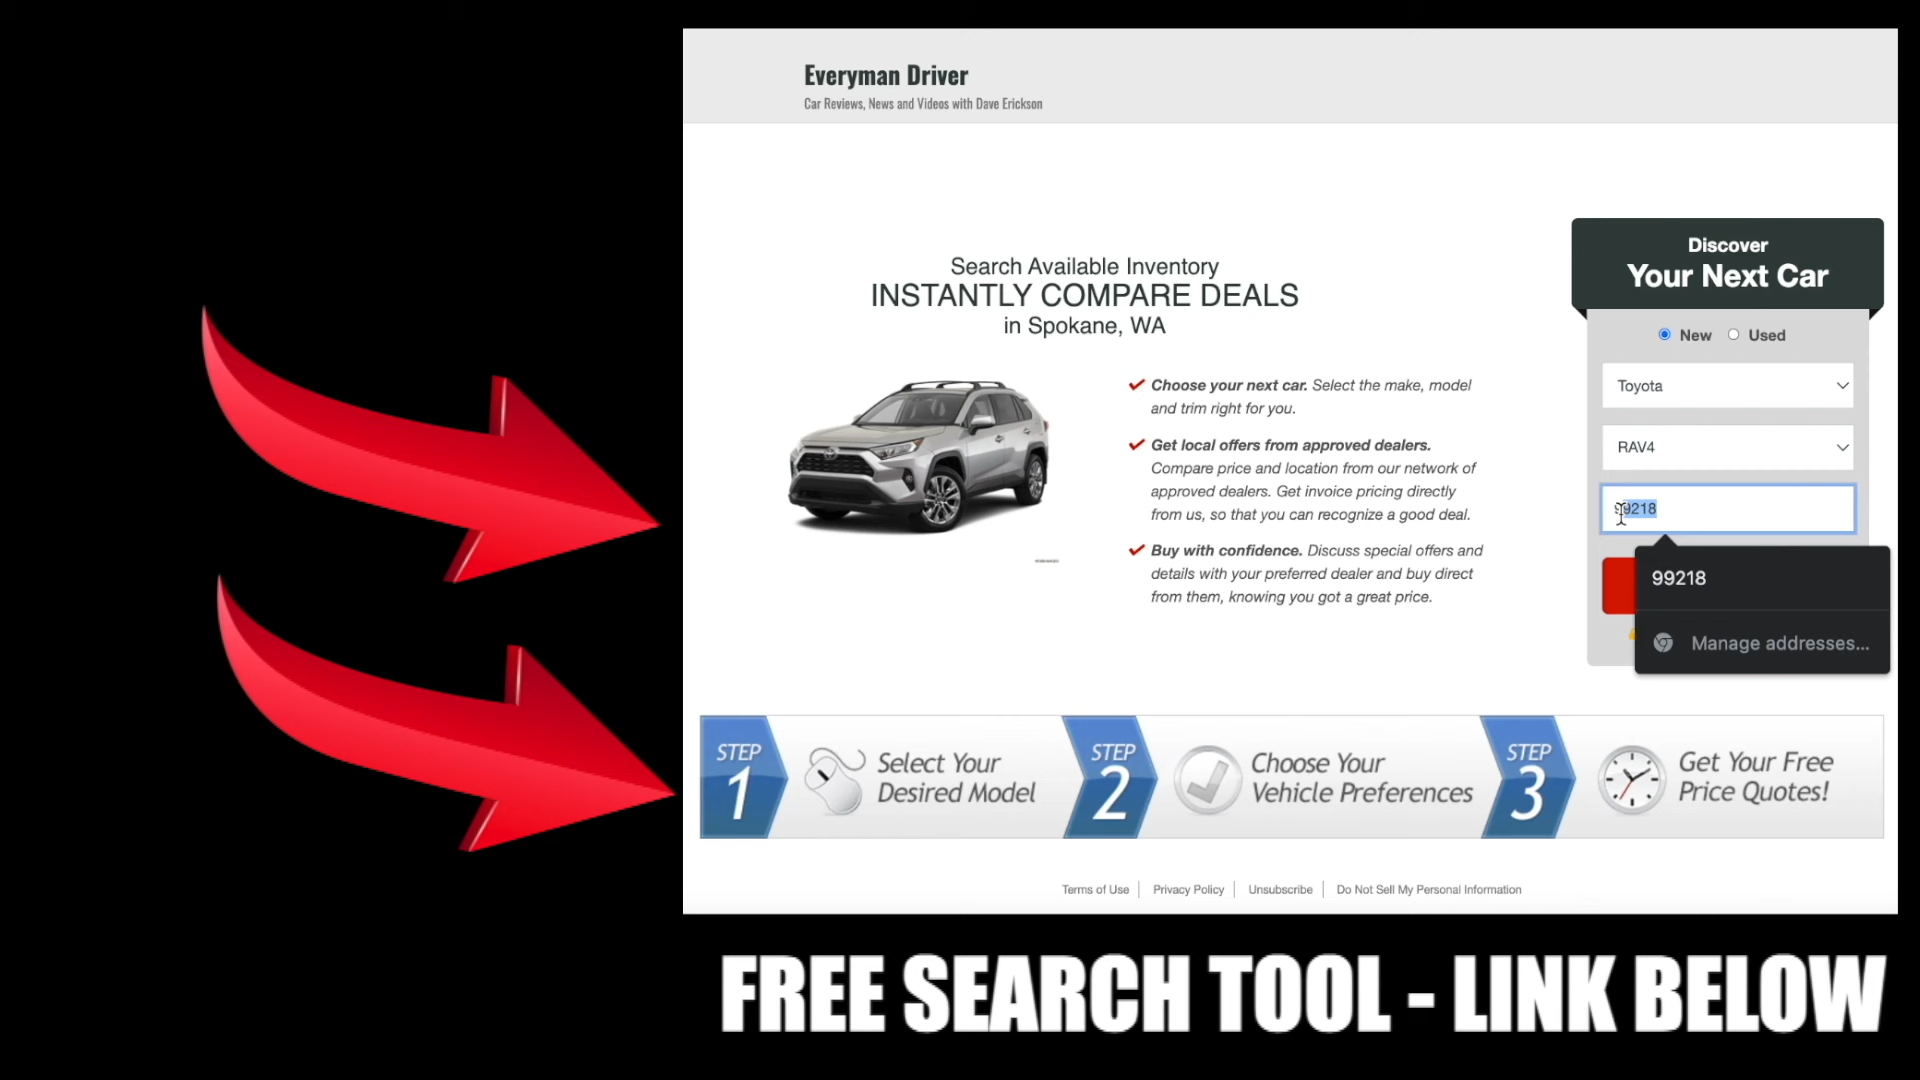 Everyman Driver
Car Reviews, News and Videos with Dave Erickson
Search Available Inventory
INSTANTLY COMPARE DEALS
in Spokane, WA
Choose your next car. Select the make, model
and trim right for you.
Get local offers from approved dealers.
Compare price and location from our network of
approved dealers. Get invoice pricing directly
from us, so that you can recognize a good deal.
Buy with confidence. Discuss special offers and
details with your preferred dealer and buy direct
from them, knowing you got a great price.
Discover
Your Next Car
New Used
Toyota
RAV4
99218
99218
Manage addresses...
STEP
1
Select Your
Desired Model
STEP
2
Choose Your
Vehicle Preferences
STEP
3
Get Your Free
Price Quotes!
Terms of Use | Privacy Policy | Unsubscribe | Do Not Sell My Personal Information
FREE SEARCH TOOL - LINK BELOW